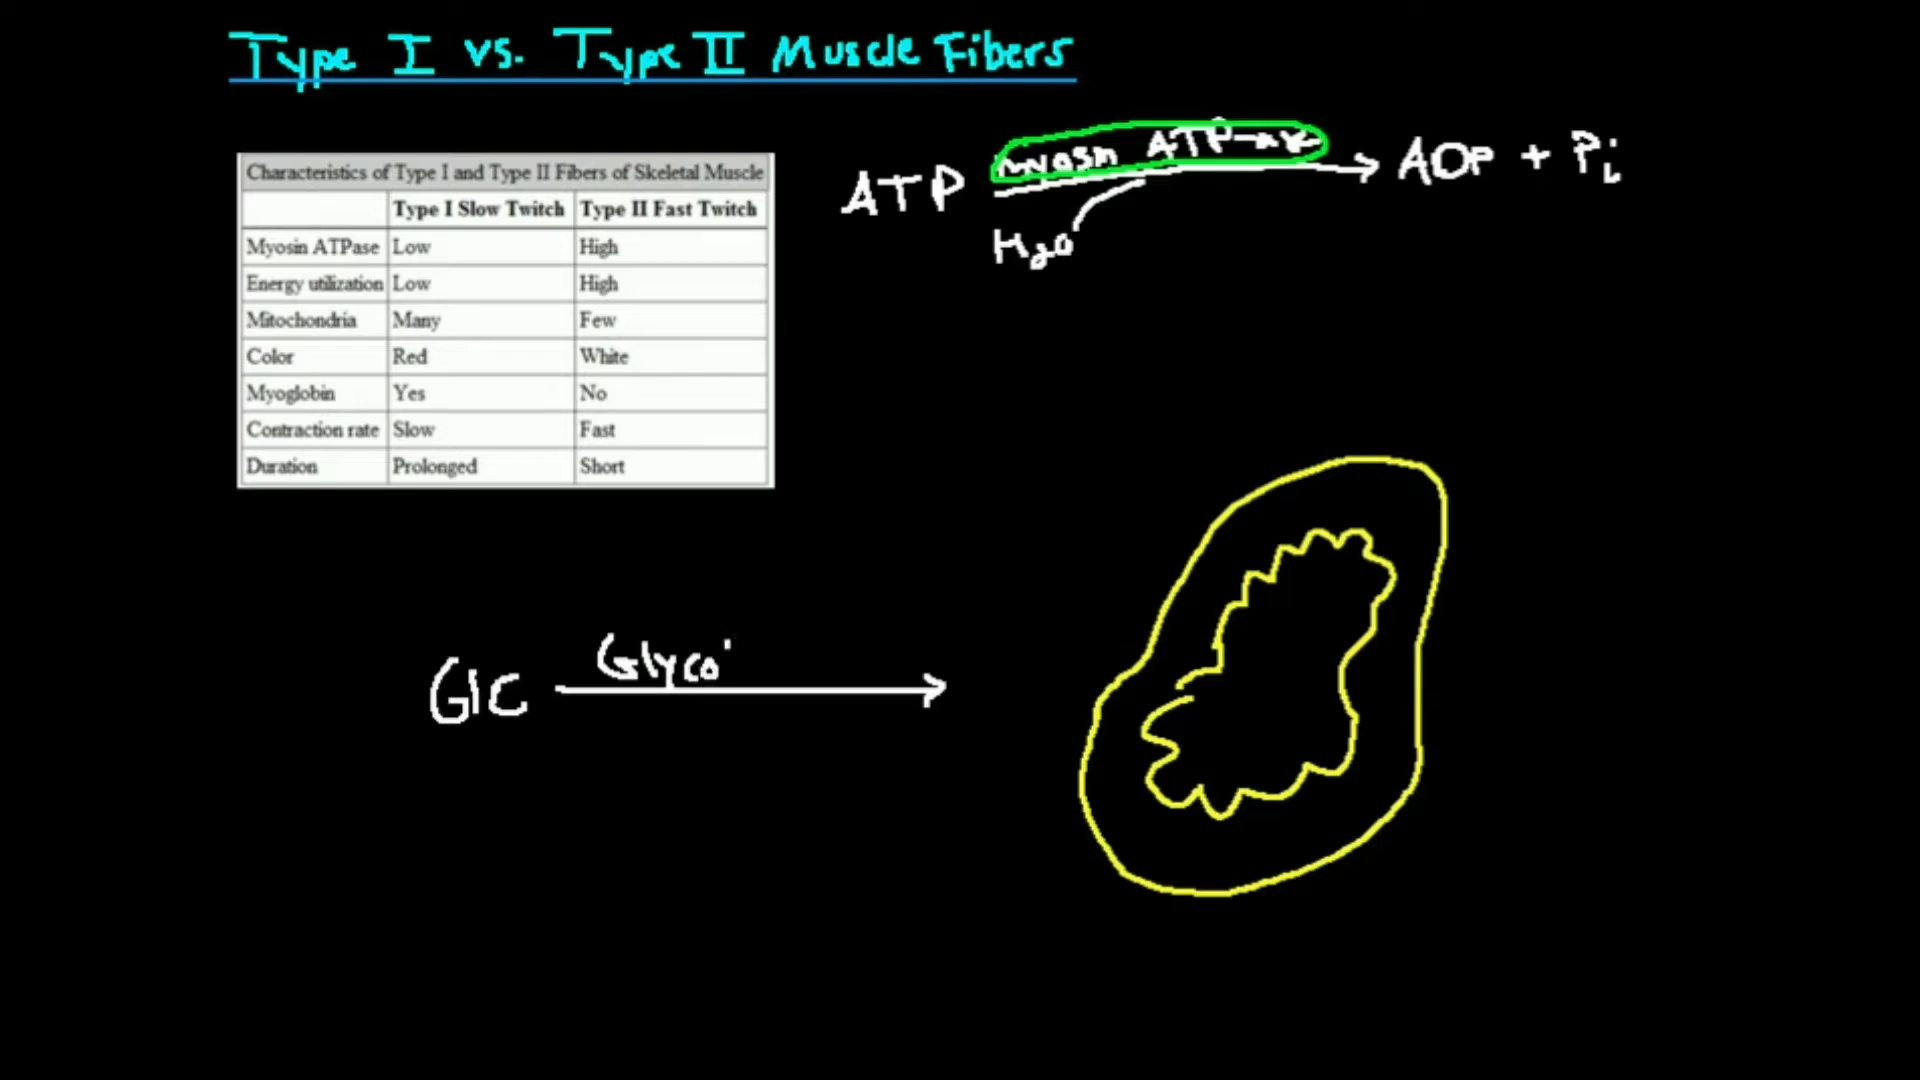 Type I vs. Type II Muscle Fibers
Characteristics of Type I and Type II Fibers of Skeletal Muscle
Type I Slow Twitch Type II Fast Twitch
Myosin ATPase Low High
Energy utilization Low High
Mitochondria Many Few
Color Red White
Myoglobin Yes No
Contraction rate Slow Fast
Duration Prolonged Short
ATP myosin ATP-ase ADP + Pi
H2O
Glc Glyco